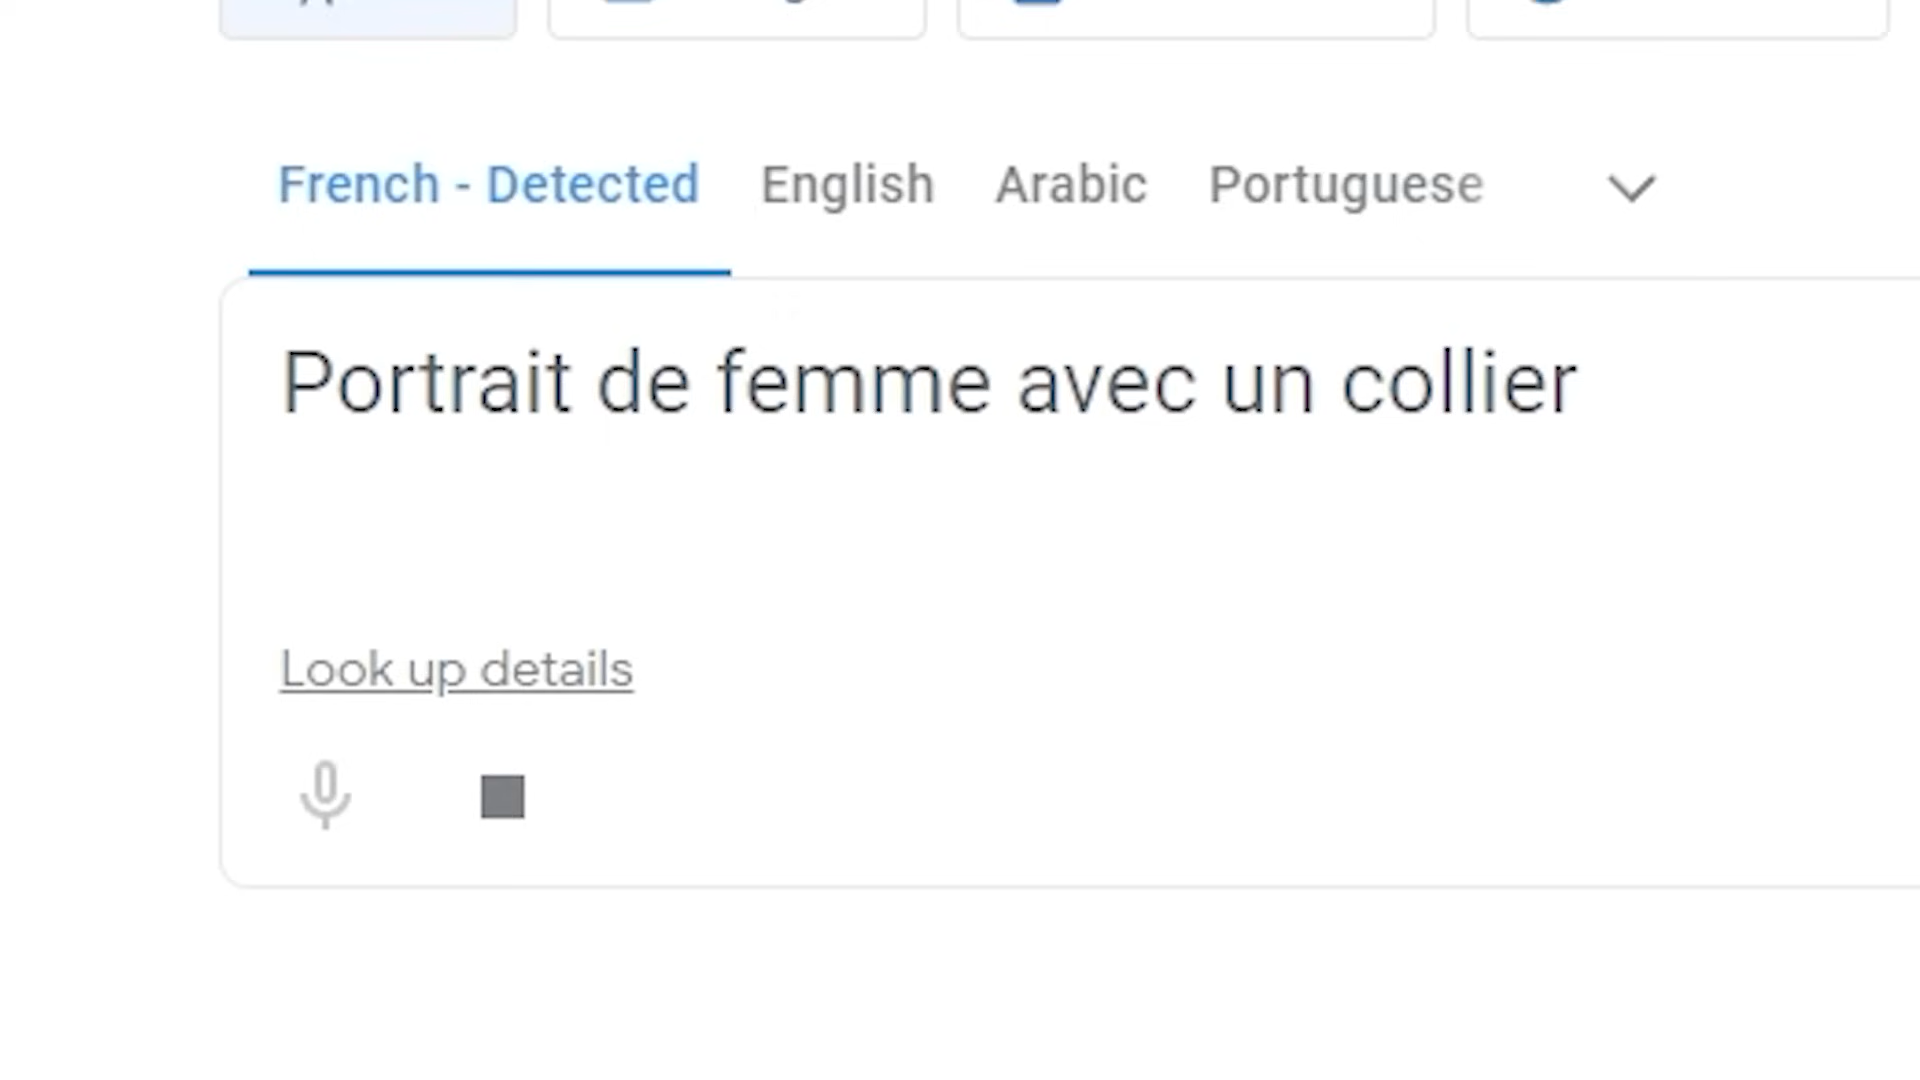 French - Detected English Arabic Portuguese
Portrait de femme avec un collier
Look up details